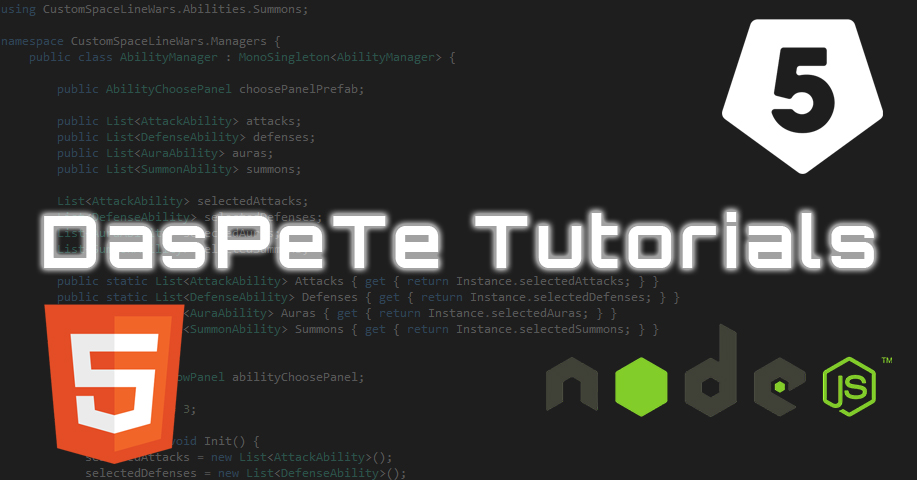 using CustomSpaceLineWars.Abilities.Summons;
namespace CustomSpaceLineWars.Managers {
public class AbilityManager : MonoSingleton<AbilityManager> {
public AbilityChoosePanel choosePanelPrefab;
public List<AttackAbility> attacks;
public List<DefenseAbility> defenses;
public List<AuraAbility> auras;
public List<SummonAbility> summons;
5
List<AttackAbility> selectedAttacks;
DasPeTe Tutorials
public static List<AttackAbility> Attacks { get { return Instance.selectedAttacks; } }
public static List<DefenseAbility> Defenses { get { return Instance.selectedDefenses; } }
<AuraAbility> Auras { get { return Instance.selectedAuras; } }
<SummonAbility> Summons { get { return Instance.selectedSummons; } }
5
node JS ™
abilityChoosePanel;
3;
void Init() {
= new List<AttackAbility>();
selectedDefenses = new List<DefenseAbility>();